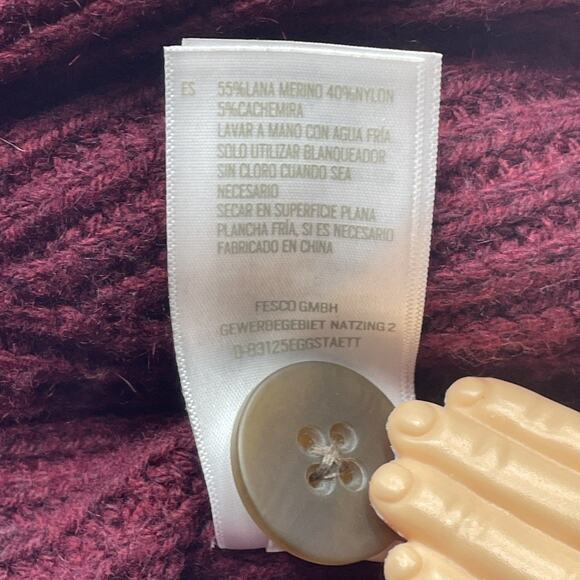 ES 55%LANA MERINO 40%NYLON
5%CACHEMIRA
LAVAR A MANO CON AGUA FRÍA
SOLO UTILIZAR BLANQUEADOR
SIN CLORO CUANDO SEA
NECESARIO
SECAR EN SUPERFICIE PLANA
PLANCHA FRÍA, SI ES NECESARIO
FABRICADO EN CHINA
FESCO GMBH
GEWERBEGEBIET NATZING 2
D-83125EGGSTAETT